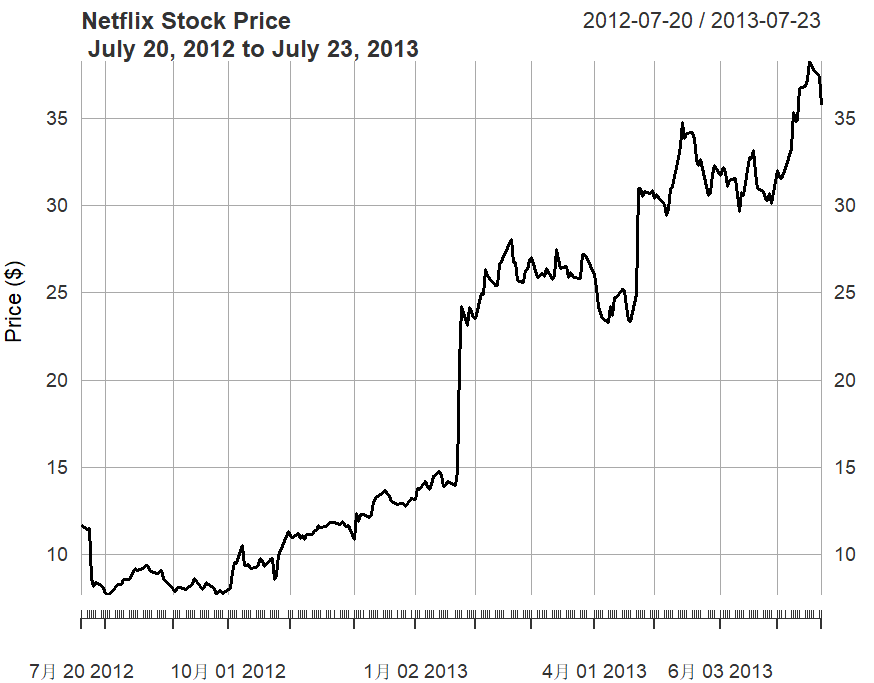 Netflix Stock Price
July 20, 2012 to July 23, 2013
2012-07-20 / 2013-07-23
Price ($)
35
30
25
20
15
10
35
30
25
20
15
10
7月 20 2012
10月 01 2012
1月 02 2013
4月 01 2013
6月 03 2013